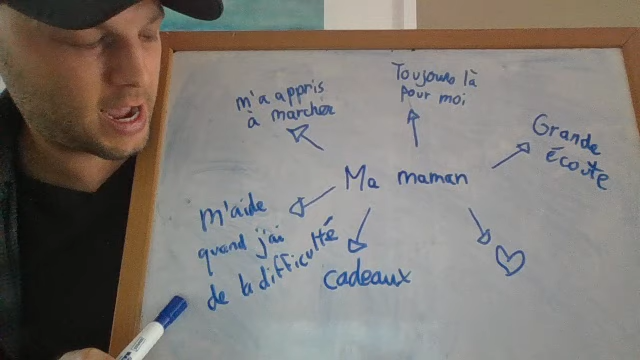 m'a appris
à marcher
Toujours là
pour moi
Grande
écoute
Ma maman
m'aide
quand j'ai
de la difficulté
cadeaux